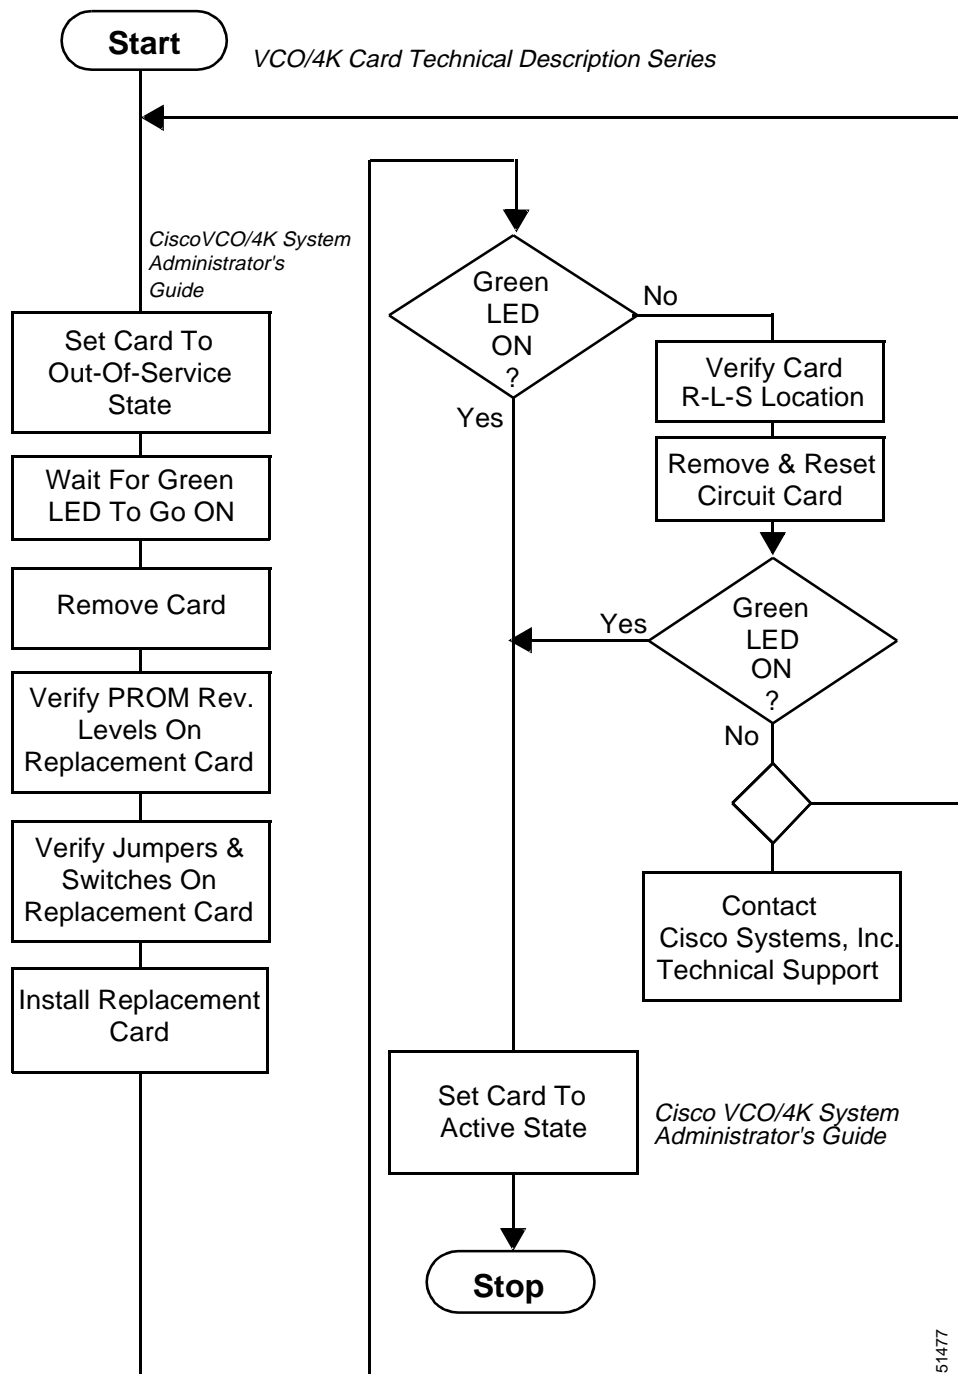 Start
VCO/4K Card Technical Description Series
CiscoVCO/4K System
Administrator's
Guide
Set Card To
Out-Of-Service
State
Wait For Green
LED To Go ON
Remove Card
Verify PROM Rev.
Levels On
Replacement Card
Verify Jumpers &
Switches On
Replacement Card
Install Replacement
Card
Green
LED
ON
?
No
Yes
Verify Card
R-L-S Location
Remove & Reset
Circuit Card
Green
LED
ON
?
Yes
No
Contact
Cisco Systems, Inc.
Technical Support
Set Card To
Active State
Cisco VCO/4K System
Administrator's Guide
Stop
51477